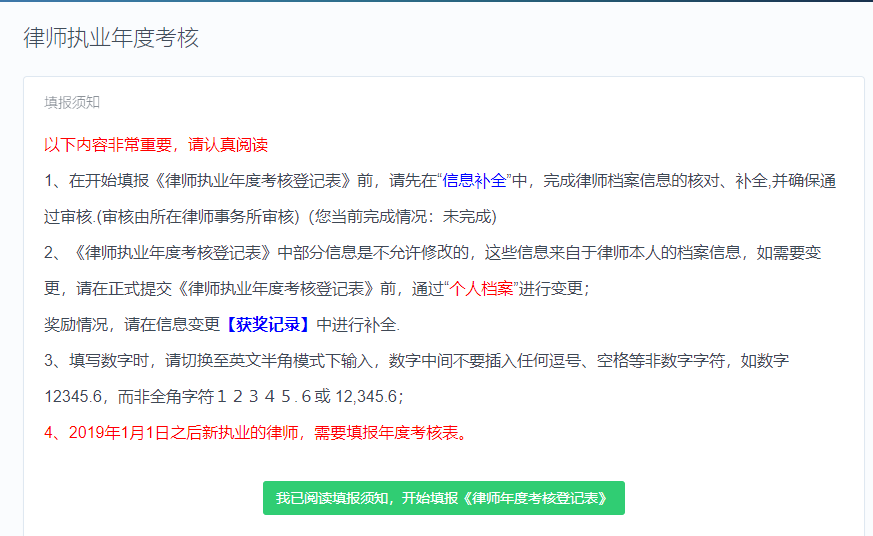 律师执业年度考核
填报须知
以下内容非常重要，请认真阅读
1、在开始填报《律师执业年度考核登记表》前，请先在“信息补全”中，完成律师档案信息的核对、补全,并确保通
过审核.(审核由所在律师事务所审核)（您当前完成情况：未完成)
2、《律师执业年度考核登记表》中部分信息是不允许修改的，这些信息来自于律师本人的档案信息，如需要变
更，请在正式提交《律师执业年度考核登记表》前，通过“个人档案”进行变更；
奖励情况，请在信息变更【获奖记录】中进行补全.
3、填写数字时，请切换至英文半角模式下输入，数字中间不要插入任何逗号、空格等非数字字符，如数字
12345.6，而非全角字符１２３４５.６或 12,345.6；
4、2019年1月1日之后新执业的律师，需要填报年度考核表。
我已阅读填报须知，开始填报《律师年度考核登记表》